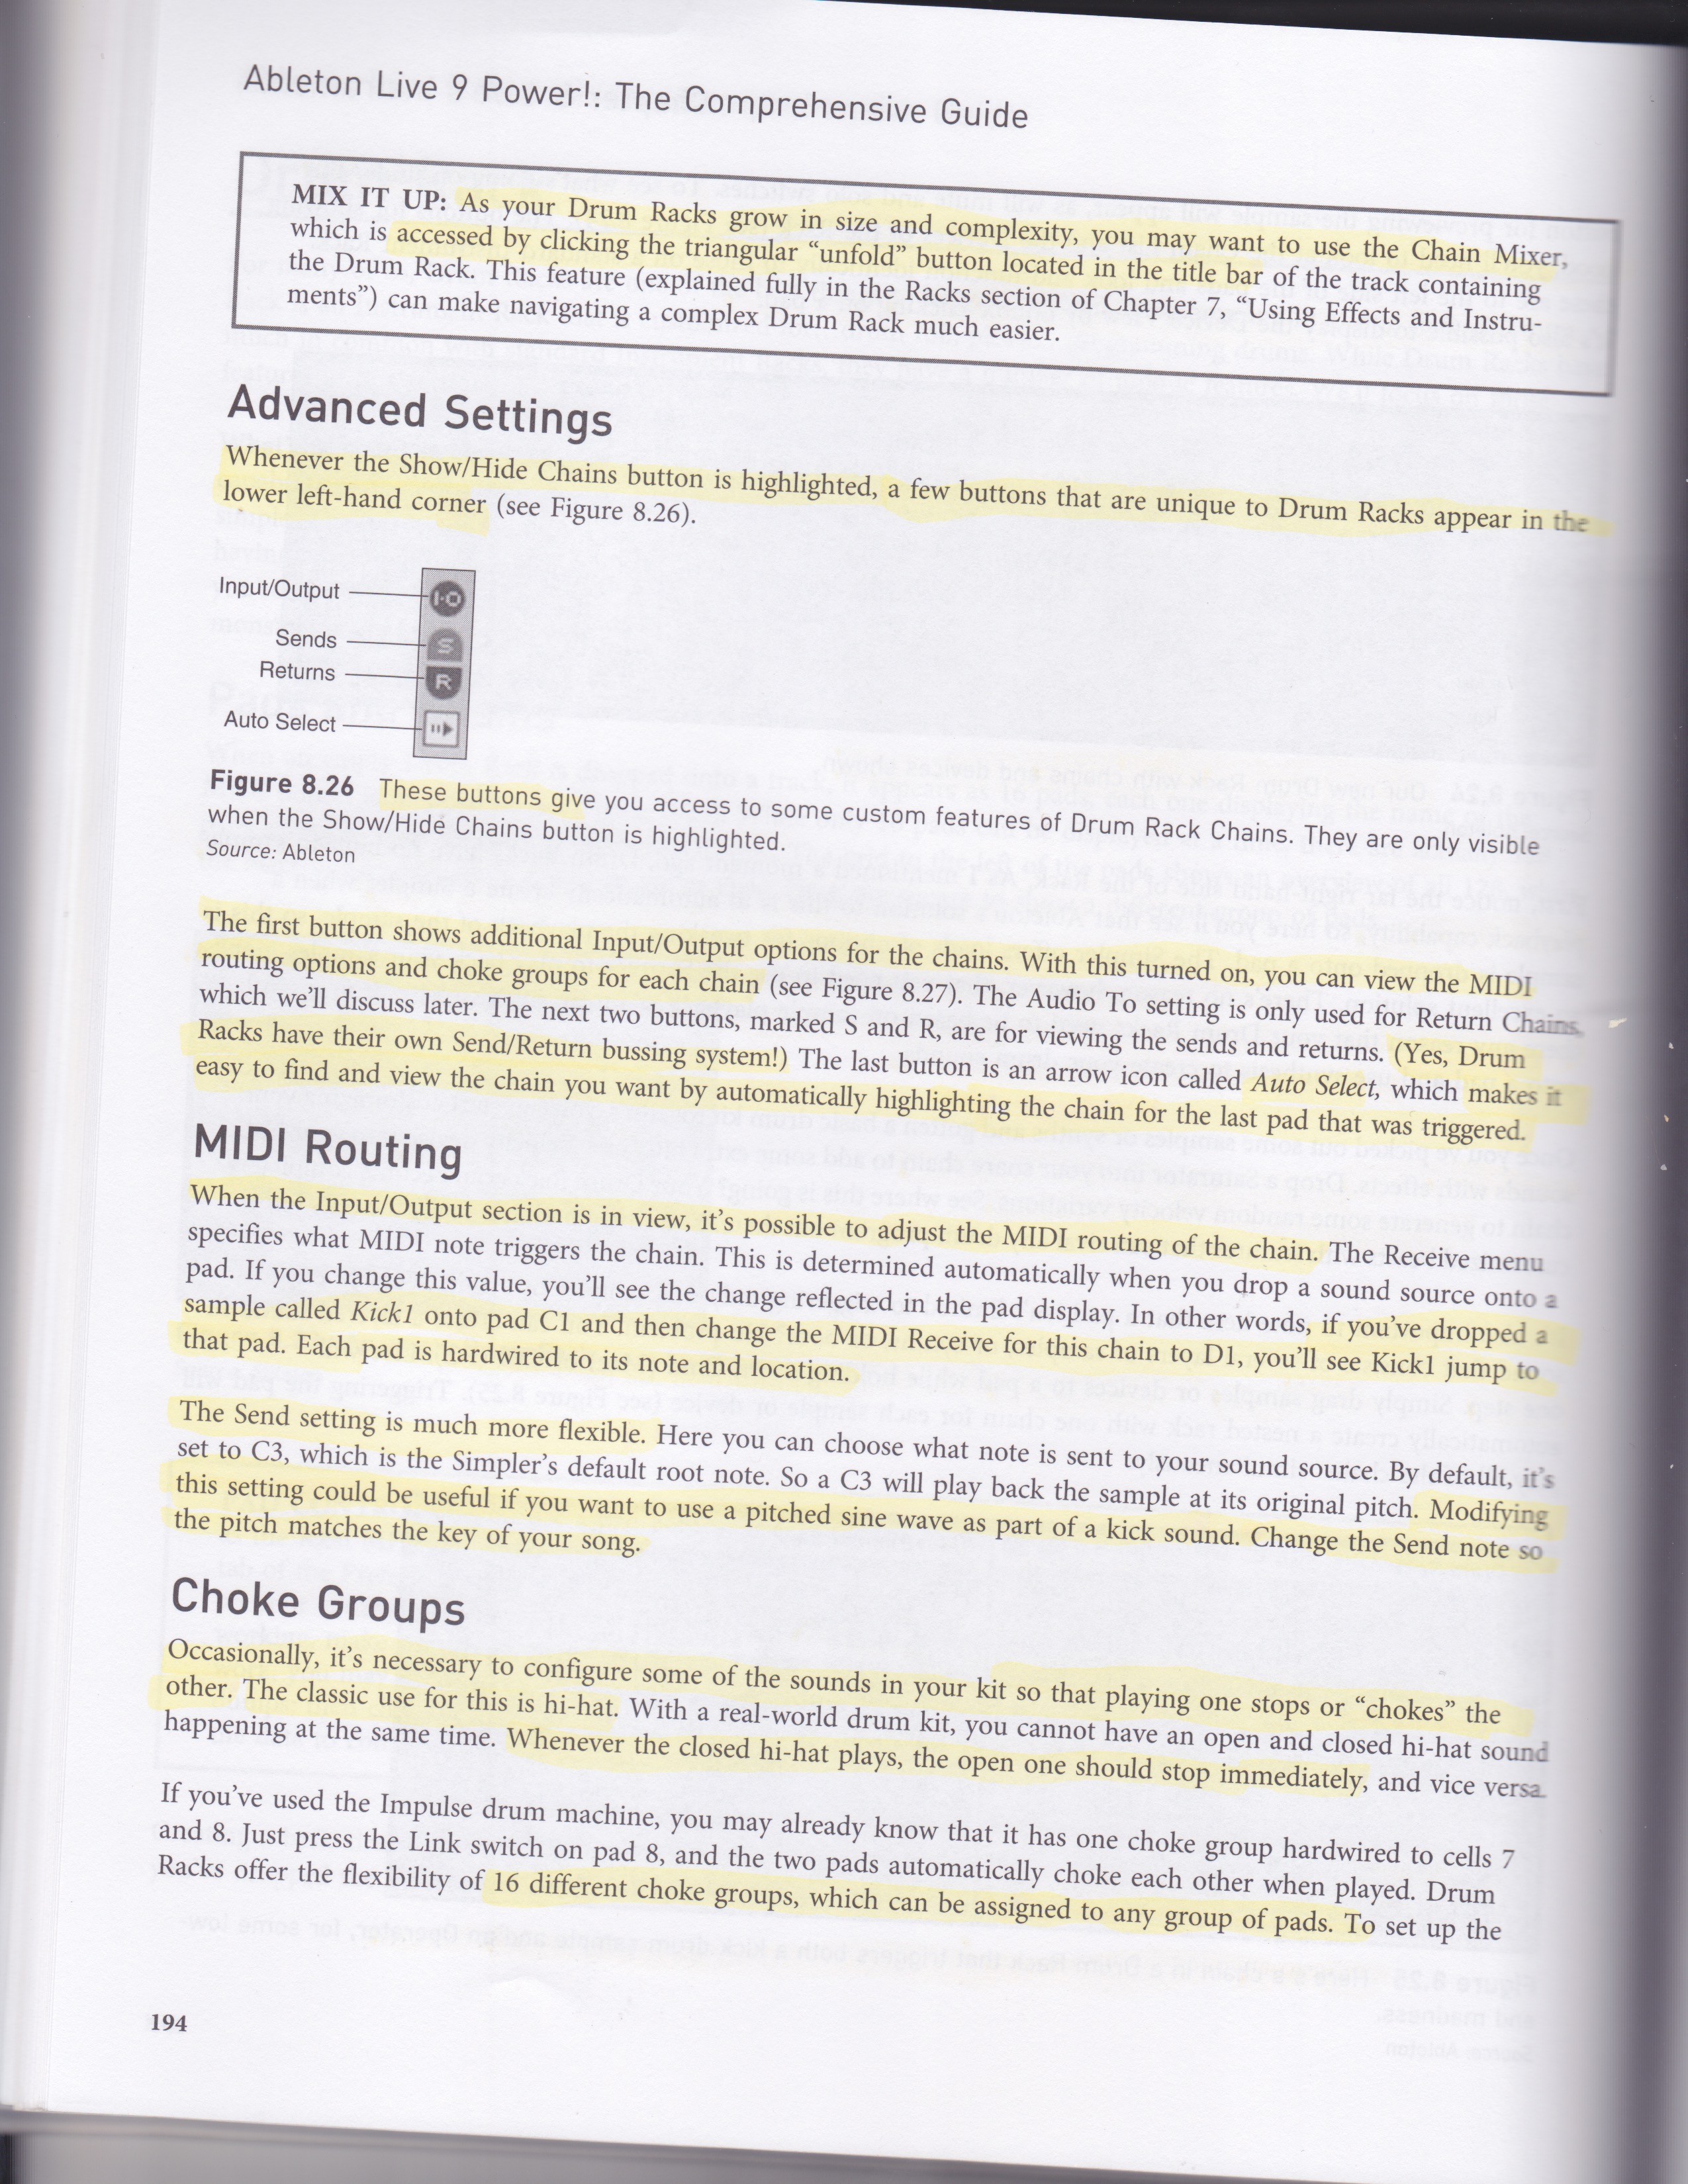 Ableton Live 9 Power!: The Comprehensive Guide
MIX IT UP: As your Drum Racks grow in size and complexity, you may want to use the Chain Mixer,
which is accessed by clicking the triangular “unfold” button located in the title bar of the track containing
the Drum Rack. This feature (explained fully in the Racks section of Chapter 7, “Using Effects and Instru-
ments”) can make navigating a complex Drum Rack much easier.
Advanced Settings
Whenever the Show/Hide Chains button is highlighted, a few buttons that are unique to Drum Racks appear in the
lower left-hand corner (see Figure 8.26).
Input/Output I·O
Sends S
Returns R
Auto Select
Figure 8.26 These buttons give you access to some custom features of Drum Rack Chains. They are only visible
when the Show/Hide Chains button is highlighted.
Source: Ableton
The first button shows additional Input/Output options for the chains. With this turned on, you can view the MIDI
routing options and choke groups for each chain (see Figure 8.27). The Audio To setting is only used for Return Chains,
which we’ll discuss later. The next two buttons, marked S and R, are for viewing the sends and returns. (Yes, Drum
Racks have their own Send/Return bussing system!) The last button is an arrow icon called Auto Select, which makes it
easy to find and view the chain you want by automatically highlighting the chain for the last pad that was triggered.
MIDI Routing
When the Input/Output section is in view, it’s possible to adjust the MIDI routing of the chain. The Receive menu
specifies what MIDI note triggers the chain. This is determined automatically when you drop a sound source onto a
pad. If you change this value, you’ll see the change reflected in the pad display. In other words, if you’ve dropped a
sample called Kick1 onto pad C1 and then change the MIDI Receive for this chain to D1, you’ll see Kick1 jump to
that pad. Each pad is hardwired to its note and location.
The Send setting is much more flexible. Here you can choose what note is sent to your sound source. By default, it’s
set to C3, which is the Simpler’s default root note. So a C3 will play back the sample at its original pitch. Modifying
this setting could be useful if you want to use a pitched sine wave as part of a kick sound. Change the Send note so
the pitch matches the key of your song.
Choke Groups
Occasionally, it’s necessary to configure some of the sounds in your kit so that playing one stops or “chokes” the
other. The classic use for this is hi-hat. With a real-world drum kit, you cannot have an open and closed hi-hat sound
happening at the same time. Whenever the closed hi-hat plays, the open one should stop immediately, and vice versa.
If you’ve used the Impulse drum machine, you may already know that it has one choke group hardwired to cells 7
and 8. Just press the Link switch on pad 8, and the two pads automatically choke each other when played. Drum
Racks offer the flexibility of 16 different choke groups, which can be assigned to any group of pads. To set up the
194